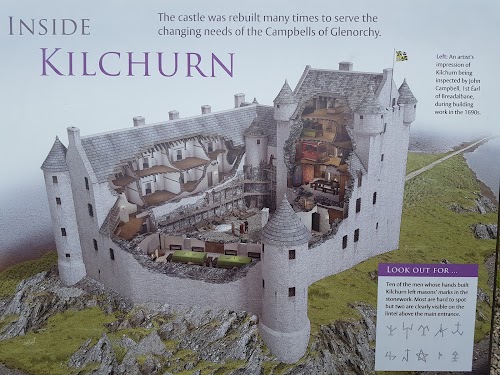 INSIDE
KILCHURN
The castle was rebuilt many times to serve the
changing needs of the Campbells of Glenorchy.
Left: An artist's
impression of
Kilchurn being
inspected by John
Campbell, 1st Earl
of Breadalbane,
during building
work in the 1690s.
LOOK OUT FOR ...
Ten of the men whose hands built
Kilchurn left masons' marks in the
stonework. Most are hard to spot
but two are clearly visible on the
lintel above the main entrance.